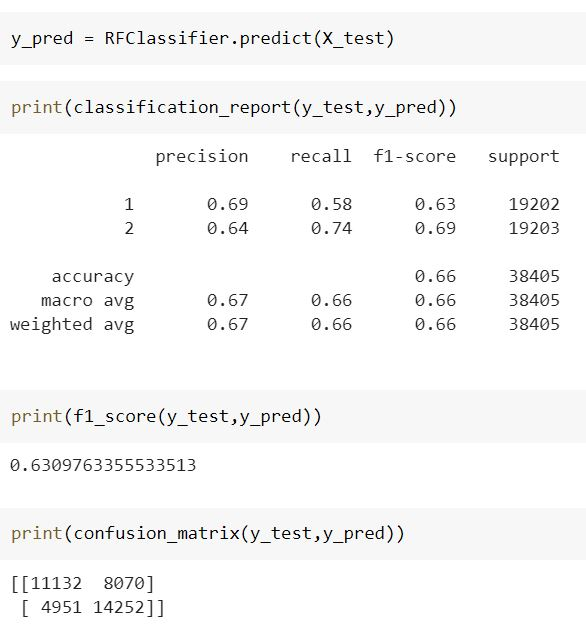 y_pred = RFClassifier.predict(X_test)
print(classification_report(y_test,y_pred))
precision recall f1-score support
1 0.69 0.58 0.63 19202
2 0.64 0.74 0.69 19203
accuracy 0.66 38405
macro avg 0.67 0.66 0.66 38405
weighted avg 0.67 0.66 0.66 38405
print(f1_score(y_test,y_pred))
0.6309763355533513
print(confusion_matrix(y_test,y_pred))
[[11132 8070]
[ 4951 14252]]